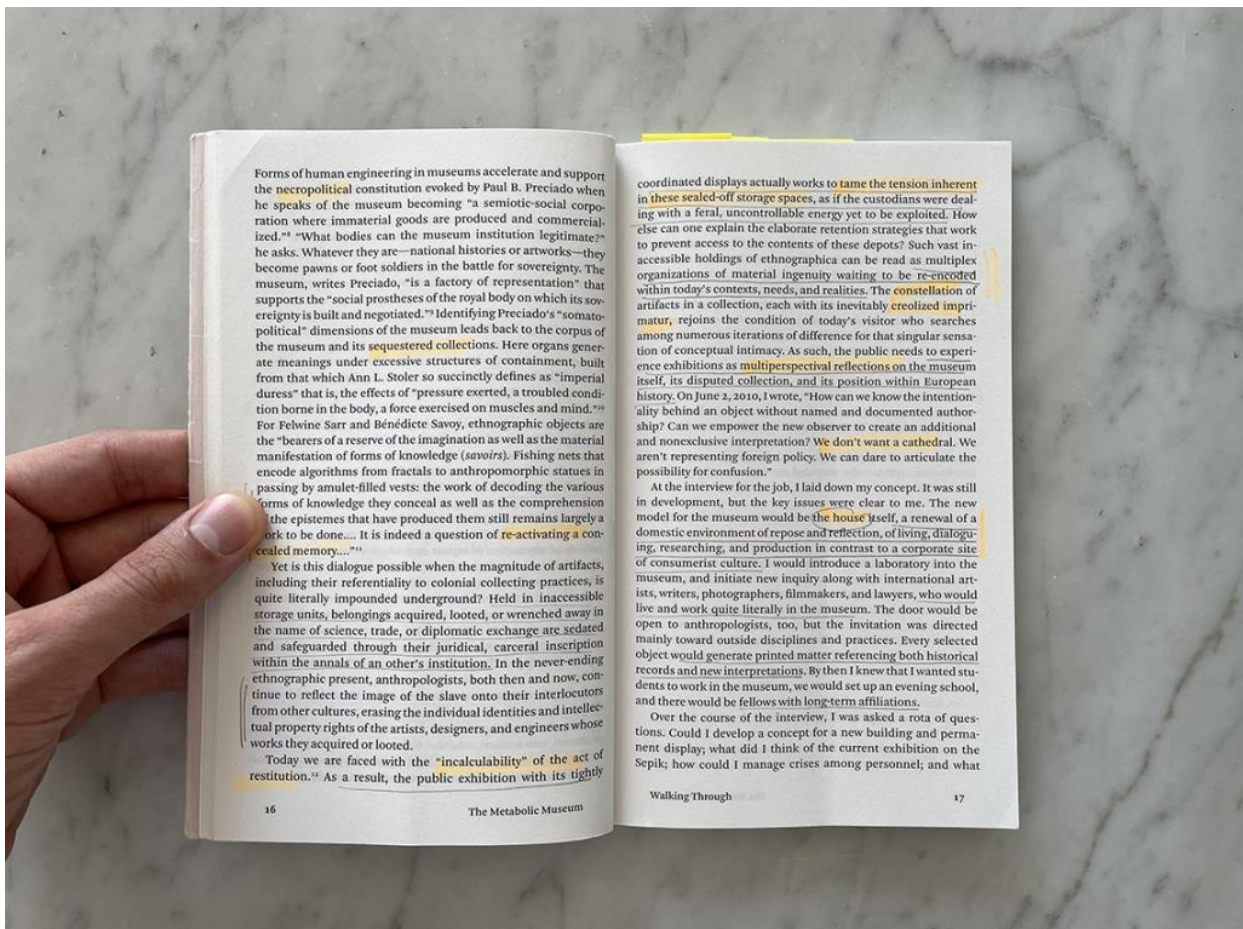 Forms of human engineering in museums accelerate and support
the necropolitical constitution evoked by Paul B. Preciado when
he speaks of the museum becoming “a semiotic-social corpo-
ration where immaterial goods are produced and commercial-
ized.”⁸ “What bodies can the museum institution legitimate?”
he asks. Whatever they are—national histories or artworks—they
become pawns or foot soldiers in the battle for sovereignty. The
museum, writes Preciado, “is a factory of representation” that
supports the “social prostheses of the royal body on which its sov-
ereignty is built and negotiated.”⁹ Identifying Preciado’s “somato-
political” dimensions of the museum leads back to the corpus of
the museum and its sequestered collections. Here organs gener-
ate meanings under excessive structures of containment, built
from that which Ann L. Stoler so succinctly defines as “imperial
duress” that is, the effects of “pressure exerted, a troubled condi-
tion borne in the body, a force exercised on muscles and mind.”¹⁰
For Felwine Sarr and Bénédicte Savoy, ethnographic objects are
the “bearers of a reserve of the imagination as well as the material
manifestation of forms of knowledge (savoirs). Fishing nets that
encode algorithms from fractals to anthropomorphic statues in
passing by amulet-filled vests: the work of decoding the various
forms of knowledge they conceal as well as the comprehension
the epistemes that have produced them still remains largely a
ork to be done.... It is indeed a question of re-activating a con-
cealed memory....”¹¹
Yet is this dialogue possible when the magnitude of artifacts,
including their referentiality to colonial collecting practices, is
quite literally impounded underground? Held in inaccessible
storage units, belongings acquired, looted, or wrenched away in
the name of science, trade, or diplomatic exchange are sedated
and safeguarded through their juridical, carceral inscription
within the annals of an other’s institution. In the never-ending
ethnographic present, anthropologists, both then and now, con-
tinue to reflect the image of the slave onto their interlocutors
from other cultures, erasing the individual identities and intellec-
tual property rights of the artists, designers, and engineers whose
works they acquired or looted.
Today we are faced with the “incalculability” of the act of
restitution.¹² As a result, the public exhibition with its tightly
16
The Metabolic Museum
coordinated displays actually works to tame the tension inherent
in these sealed-off storage spaces, as if the custodians were deal-
ing with a feral, uncontrollable energy yet to be exploited. How
else can one explain the elaborate retention strategies that work
to prevent access to the contents of these depots? Such vast in-
accessible holdings of ethnographica can be read as multiplex
organizations of material ingenuity waiting to be re-encoded
within today’s contexts, needs, and realities. The constellation of
artifacts in a collection, each with its inevitably creolized impri-
matur, rejoins the condition of today’s visitor who searches
among numerous iterations of difference for that singular sensa-
tion of conceptual intimacy. As such, the public needs to experi-
ence exhibitions as multiperspectival reflections on the museum
itself, its disputed collection, and its position within European
history. On June 2, 2010, I wrote, “How can we know the intention-
ality behind an object without named and documented author-
ship? Can we empower the new observer to create an additional
and nonexclusive interpretation? We don’t want a cathedral. We
aren’t representing foreign policy. We can dare to articulate the
possibility for confusion.”
At the interview for the job, I laid down my concept. It was still
in development, but the key issues were clear to me. The new
model for the museum would be the house itself, a renewal of a
domestic environment of repose and reflection, of living, dialogu-
ing, researching, and production in contrast to a corporate site
of consumerist culture. I would introduce a laboratory into the
museum, and initiate new inquiry along with international art-
ists, writers, photographers, filmmakers, and lawyers, who would
live and work quite literally in the museum. The door would be
open to anthropologists, too, but the invitation was directed
mainly toward outside disciplines and practices. Every selected
object would generate printed matter referencing both historical
records and new interpretations. By then I knew that I wanted stu-
dents to work in the museum, we would set up an evening school,
and there would be fellows with long-term affiliations.
Over the course of the interview, I was asked a rota of ques-
tions. Could I develop a concept for a new building and perma-
nent display; what did I think of the current exhibition on the
Sepik; how could I manage crises among personnel; and what
Walking Through
17